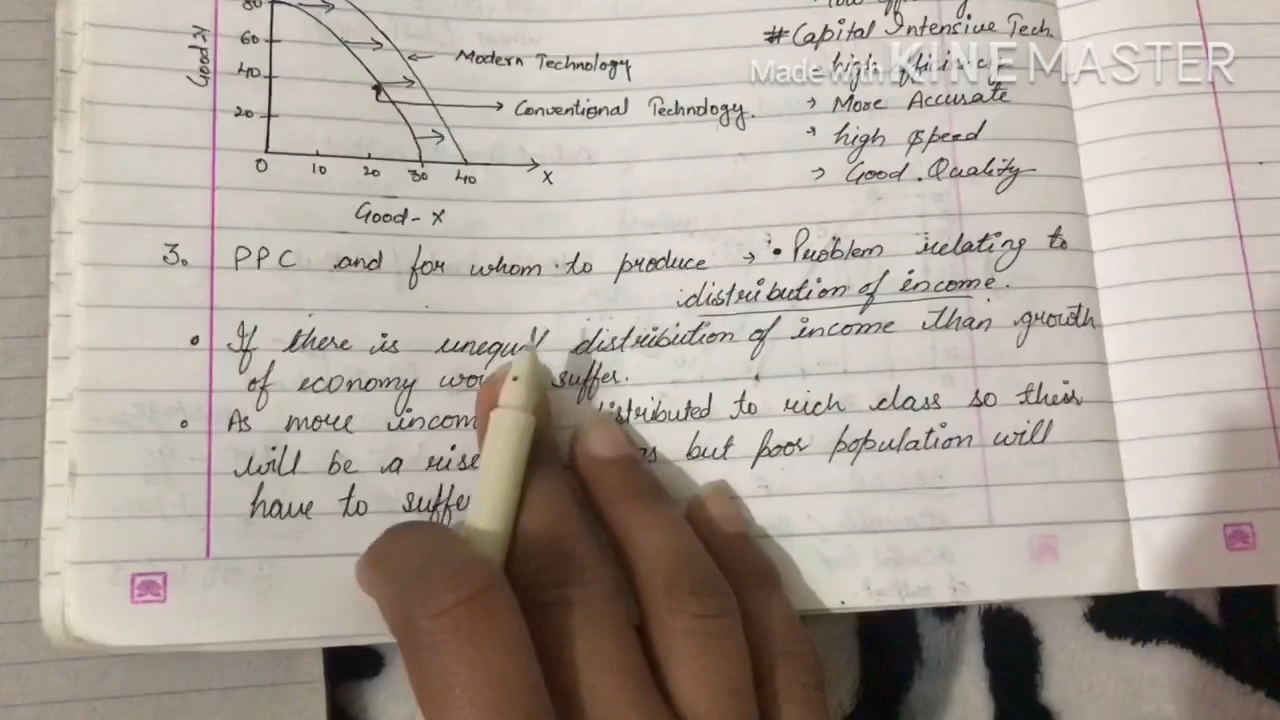 80
Good 21
60
40
20
0 10 20 30 40 X
Good - X
← Modern Technology
→ Conventional Technology.
# Capital Intensive Tech.
Made with KINEMASTER
→ More Accurate
→ high speed
→ Good Quality
3. PPC and for whom to produce → • Problem relating to
distribution of income.
• If there is unequal distribution of income than growth
of economy suffer.
• As more distributed to rich class so their
will be a rise but poor population will
have to